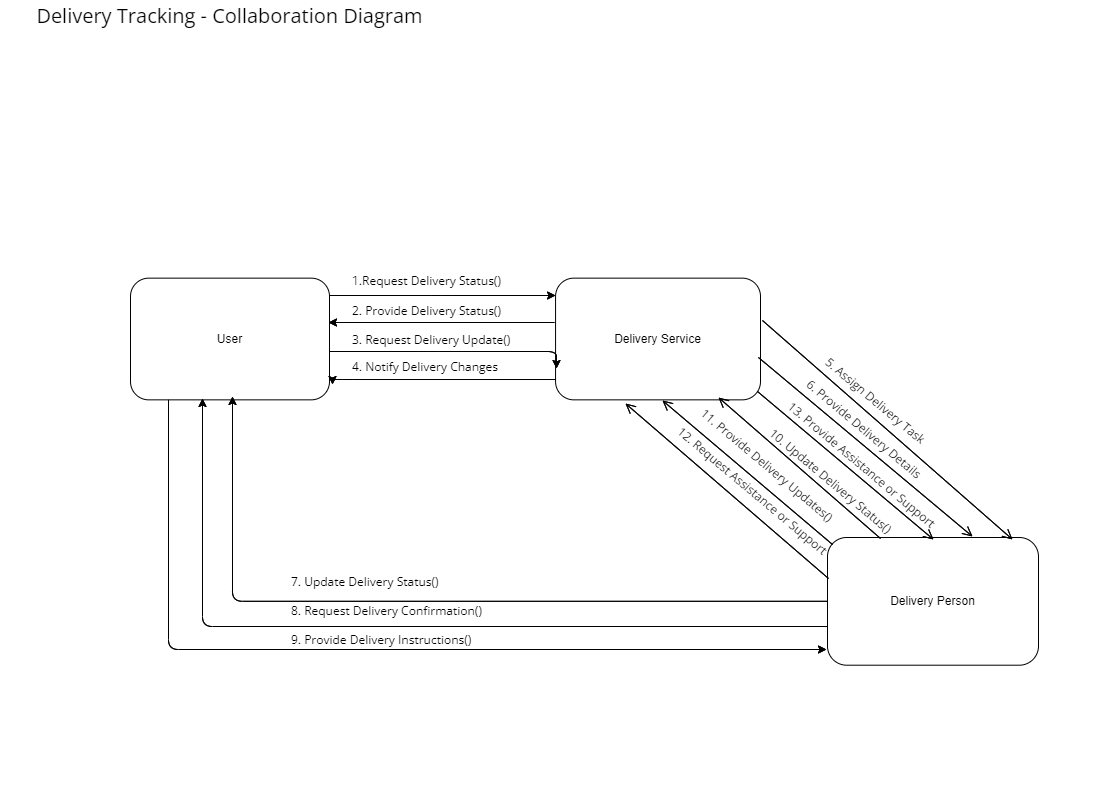 Delivery Tracking - Collaboration Diagram
1.Request Delivery Status()
2. Provide Delivery Status()
User
Delivery Service
3. Request Delivery Update()
4. Notify Delivery Changes
5. Assign Delivery Task
6. Provide Delivery Details
13. Provide Assistance or Support
10. Update Delivery Status()
11. Provide Delivery Updates()
12. Request Assistance or Support
7. Update Delivery Status()
Delivery Person
8. Request Delivery Confirmation()
9. Provide Delivery Instructions()